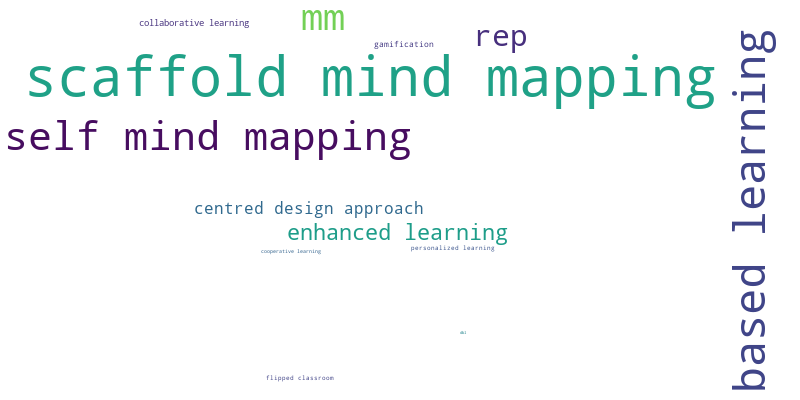 collaborative learning
mm
gamification
rep
scaffold mind mapping
self mind mapping
based learning
centred design approach
enhanced learning
personalized learning
cooperative learning
flipped classroom